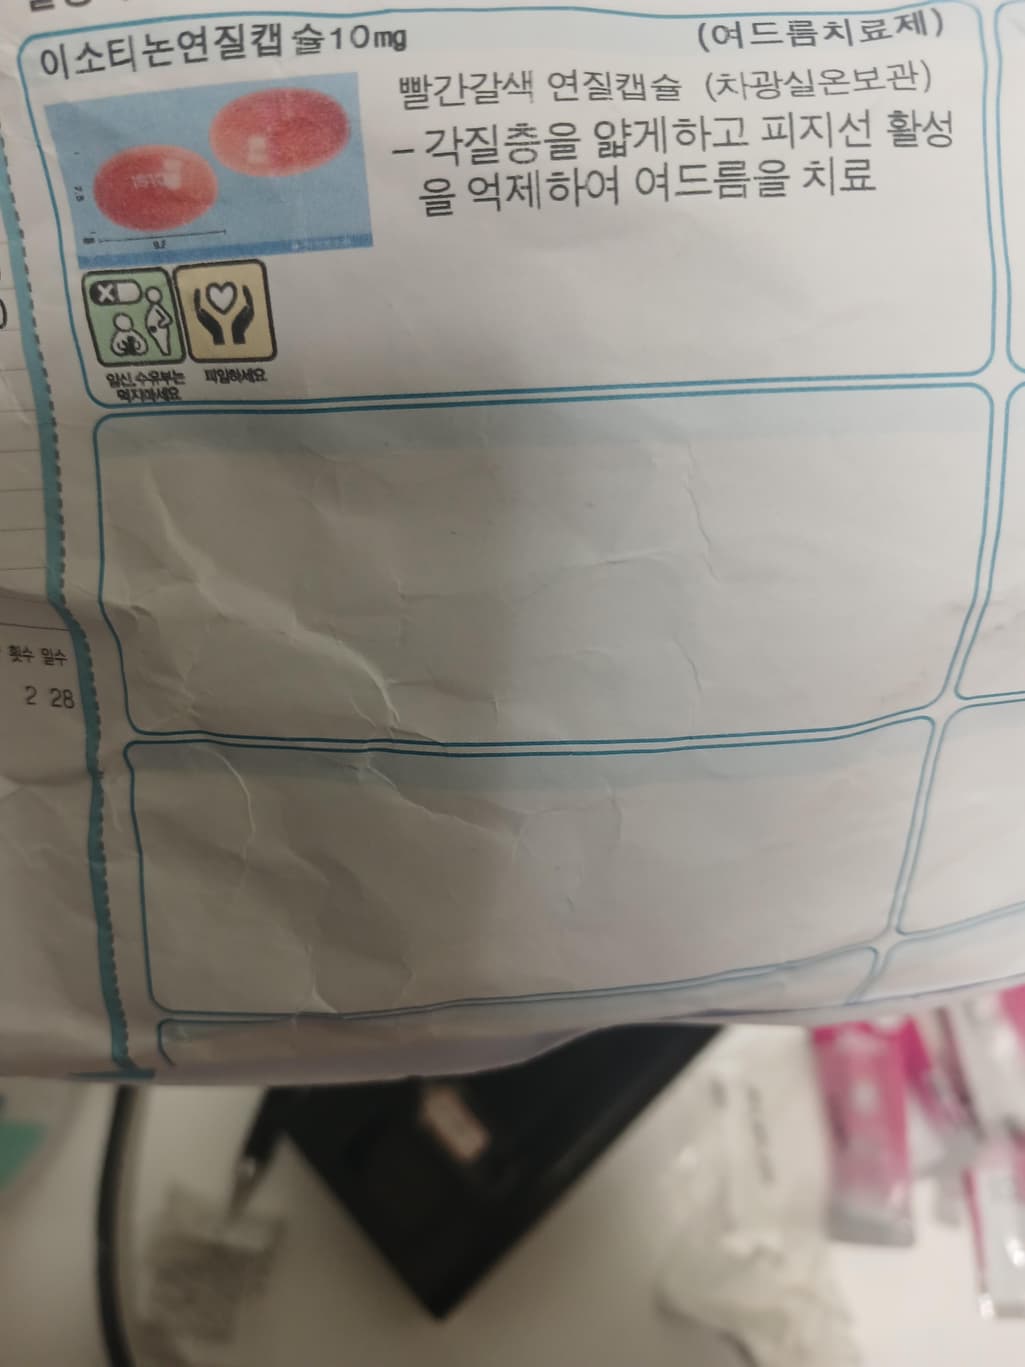 이소티논연질캡슐10mg (여드름치료제)
빨간갈색 연질캡슐 (차광실온보관)
– 각질층을 얇게하고 피지선 활성
을 억제하여 여드름을 치료
임신,수유부는
먹지마세요
피임하세요
횟수 일수
2 28